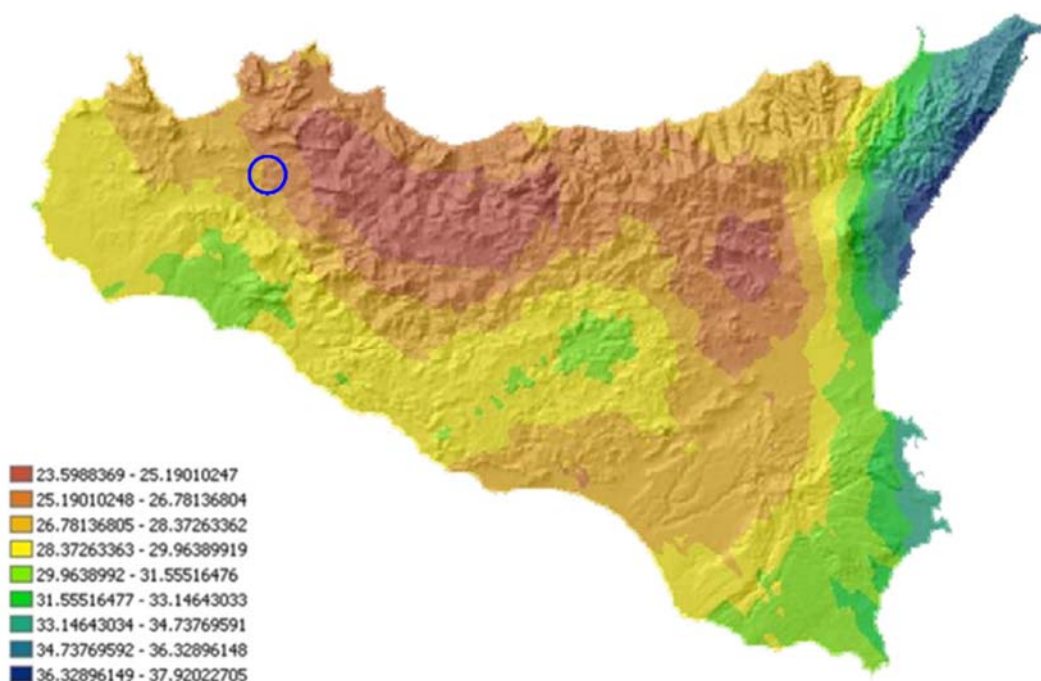 23.5988369 - 25.19010247
25.19010248 - 26.78136804
26.78136805 - 28.37263362
28.37263363 - 29.96389919
29.9638992 - 31.55516476
31.55516477 - 33.14643033
33.14643034 - 34.73769591
34.73769592 - 36.32896148
36.32896149 - 37.92022705